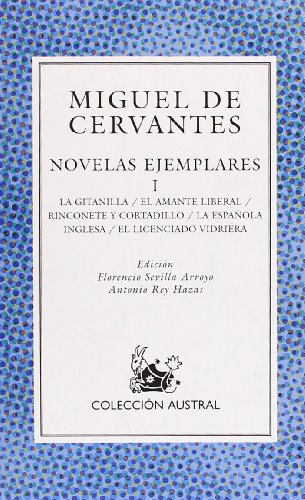 MIGUEL DE
CERVANTES
NOVELAS EJEMPLARES
I
LA GITANILLA / EL AMANTE LIBERAL /
RINCONETE Y CORTADILLO / LA ESPAÑOLA
INGLESA / EL LICENCIADO VIDRIERA
Edición
Florencio Sevilla Arroyo
Antonio Rey Hazas
COLECCIÓN AUSTRAL